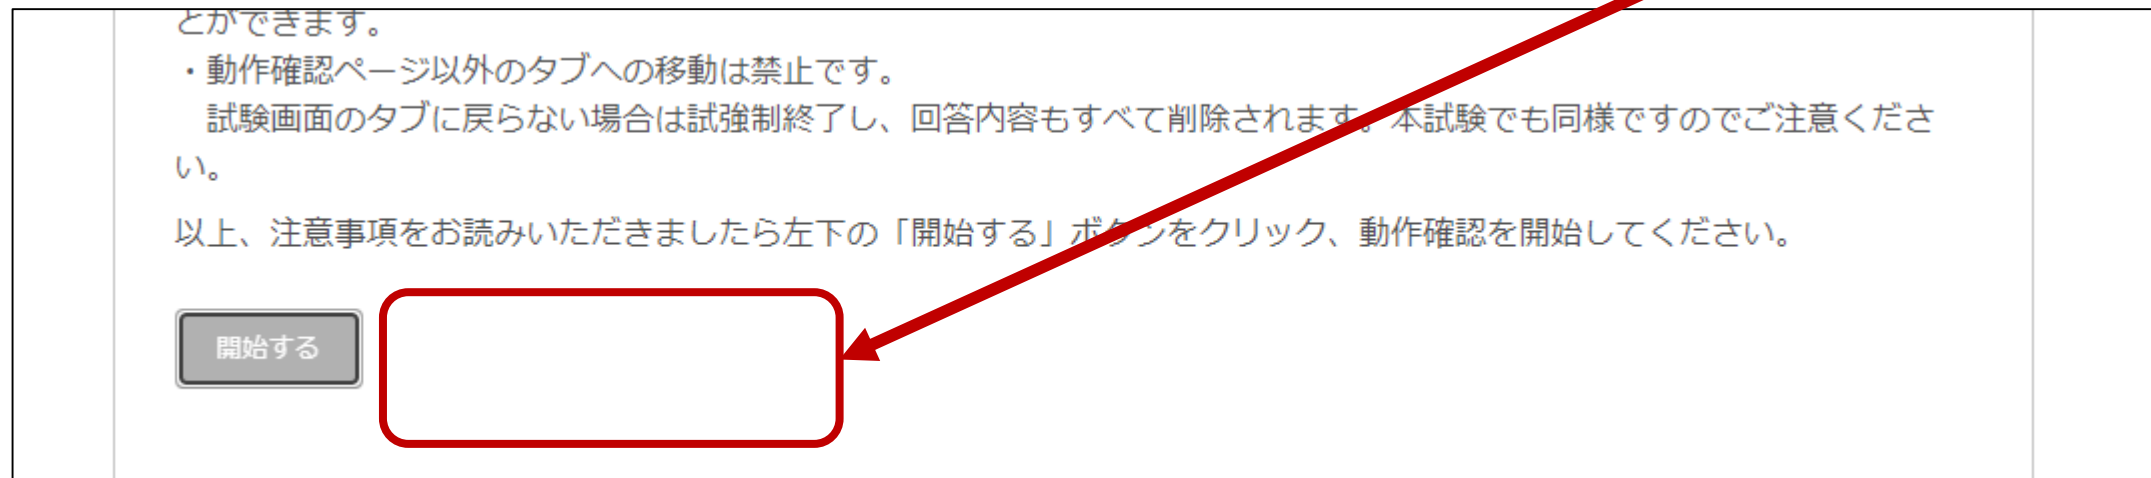 とができます。
・動作確認ページ以外のタブへの移動は禁止です。
試験画面のタブに戻らない場合は試強制終了し、回答内容もすべて削除されます。本試験でも同様ですのでご注意くださ
い。
以上、注意事項をお読みいただきましたら左下の「開始する」ボタンをクリック、動作確認を開始してください。
開始する